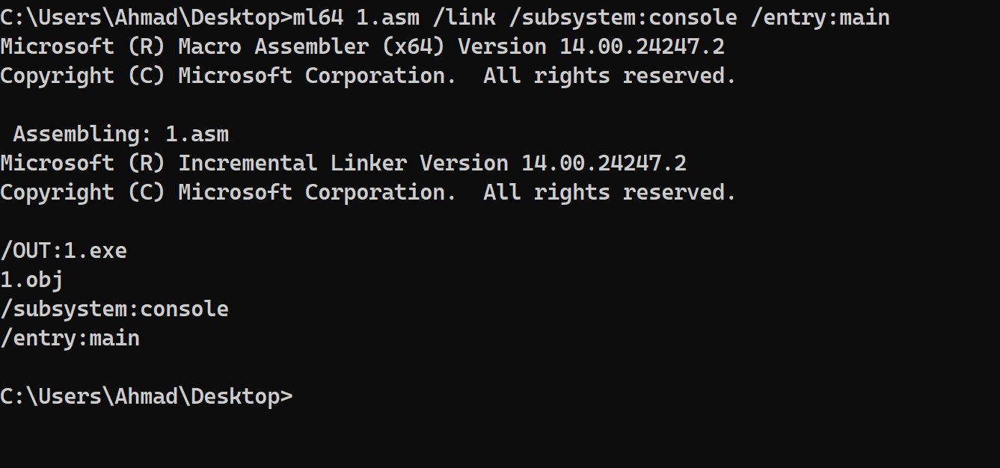 C:\Users\Ahmad\Desktop>ml64 1.asm /link /subsystem:console /entry:main
Microsoft (R) Macro Assembler (x64) Version 14.00.24247.2
Copyright (C) Microsoft Corporation.  All rights reserved.
 Assembling: 1.asm
Microsoft (R) Incremental Linker Version 14.00.24247.2
Copyright (C) Microsoft Corporation.  All rights reserved.
/OUT:1.exe
1.obj
/subsystem:console
/entry:main
C:\Users\Ahmad\Desktop>